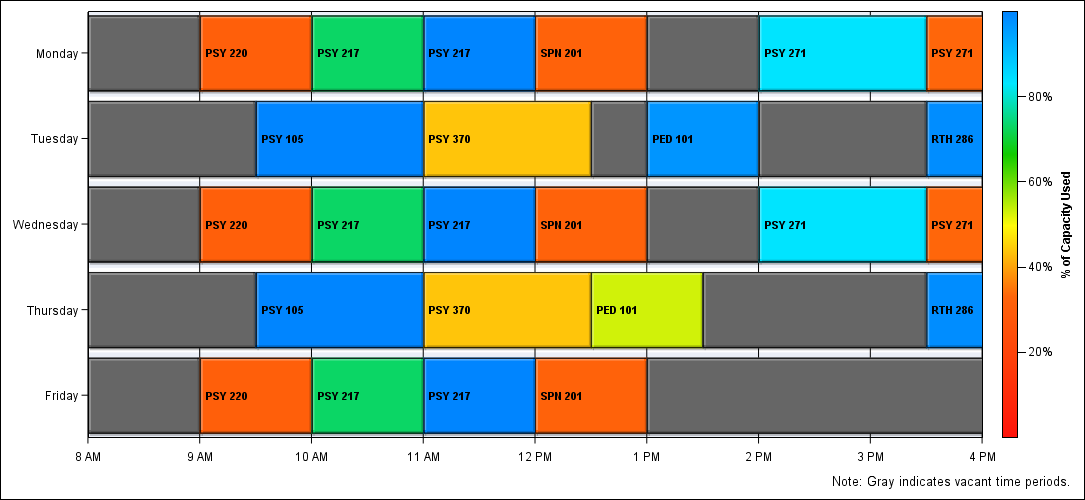 Monday
PSY 220
PSY 217
PSY 217
SPN 201
PSY 271
PSY 271
Tuesday
PSY 105
PSY 370
PED 101
RTH 286
Wednesday
PSY 220
PSY 217
PSY 217
SPN 201
PSY 271
PSY 271
Thursday
PSY 105
PSY 370
PED 101
RTH 286
Friday
PSY 220
PSY 217
PSY 217
SPN 201
8 AM
9 AM
10 AM
11 AM
12 PM
1 PM
2 PM
3 PM
4 PM
80%
60%
40%
20%
% of Capacity Used
Note: Gray indicates vacant time periods.